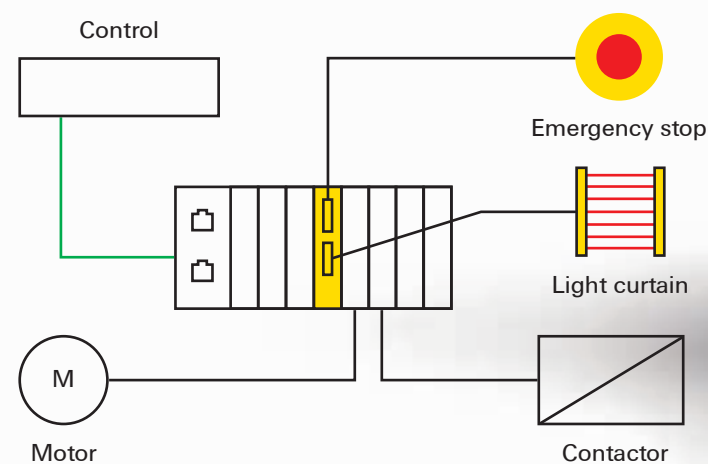 Control
Emergency stop
Light curtain
M
Motor
Contactor